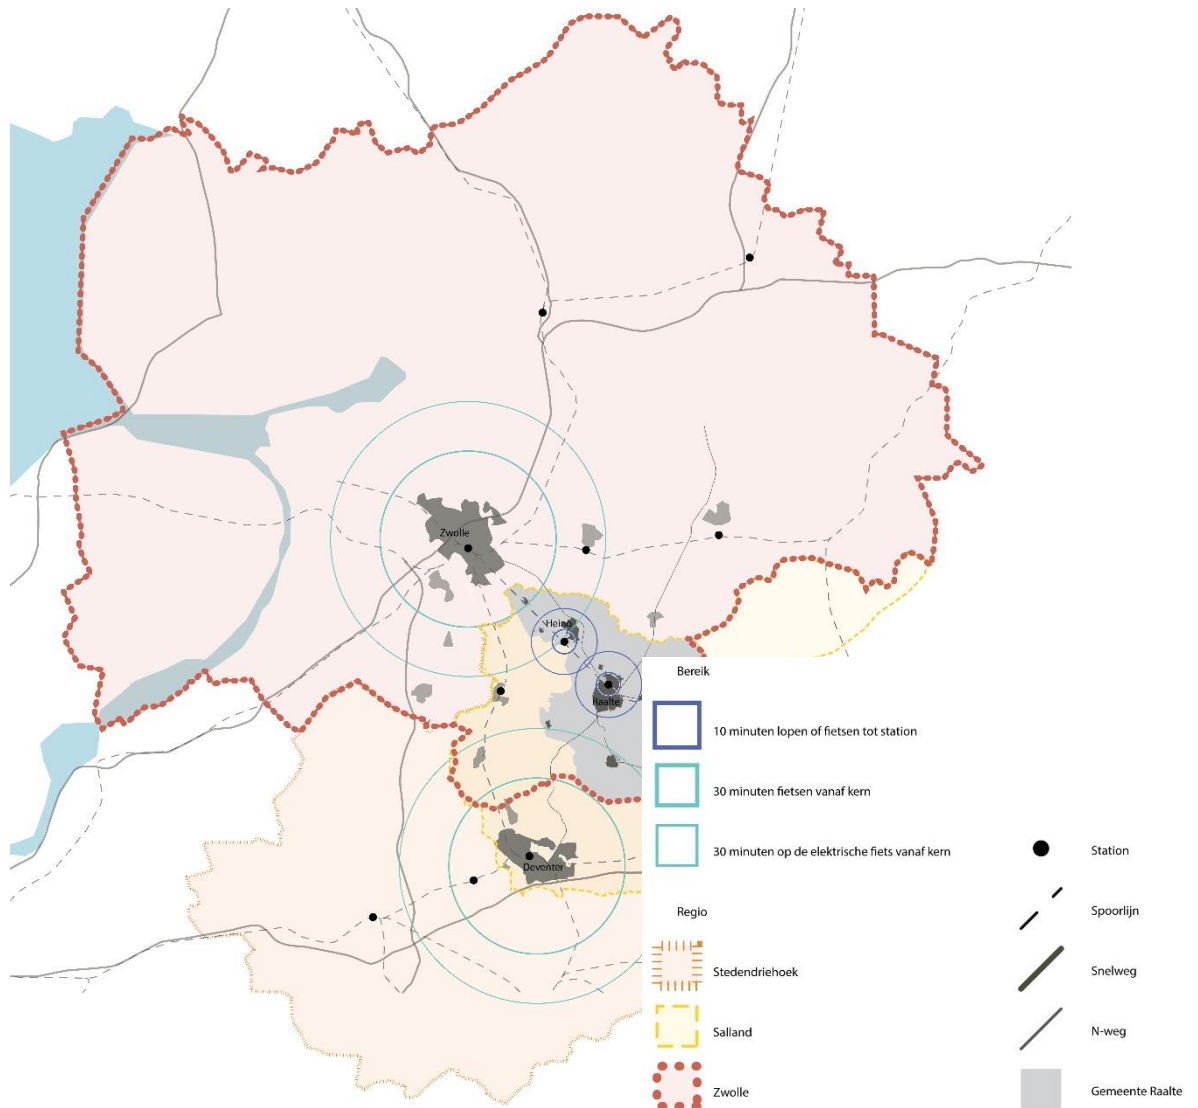 Zwolle
Heino
Raalte
Deventer
Bereik
10 minuten lopen of fietsen tot station
30 minuten fietsen vanaf kern
30 minuten op de elektrische fiets vanaf kern
Regio
Stedendriehoek
Salland
Zwolle
Station
Spoorlijn
Snelweg
N-weg
Gemeente Raalte